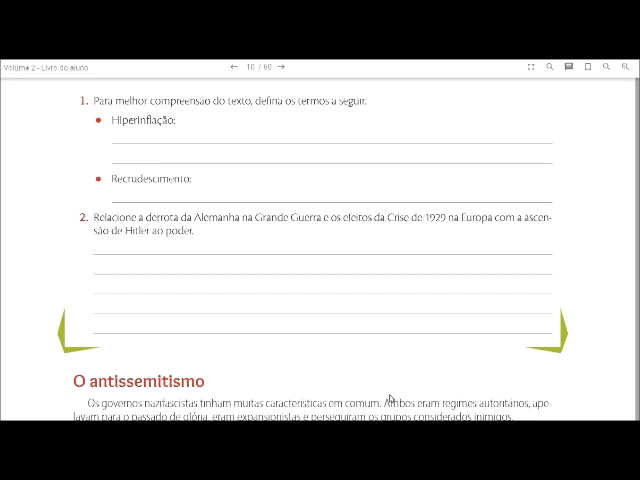 Volume 2 - Livro do aluno
10 / 60
1. Para melhor compreensão do texto, defina os termos a seguir.
• Hiperinflação:
• Recrudescimento:
2. Relacione a derrota da Alemanha na Grande Guerra e os efeitos da Crise de 1929 na Europa com a ascen-
são de Hitler ao poder.
O antissemitismo
Os governos nazifascistas tinham muitas características em comum. Ambos eram regimes autoritários, ape-
lavam para o passado de glória, eram expansionistas e perseguiram os grupos considerados inimigos.